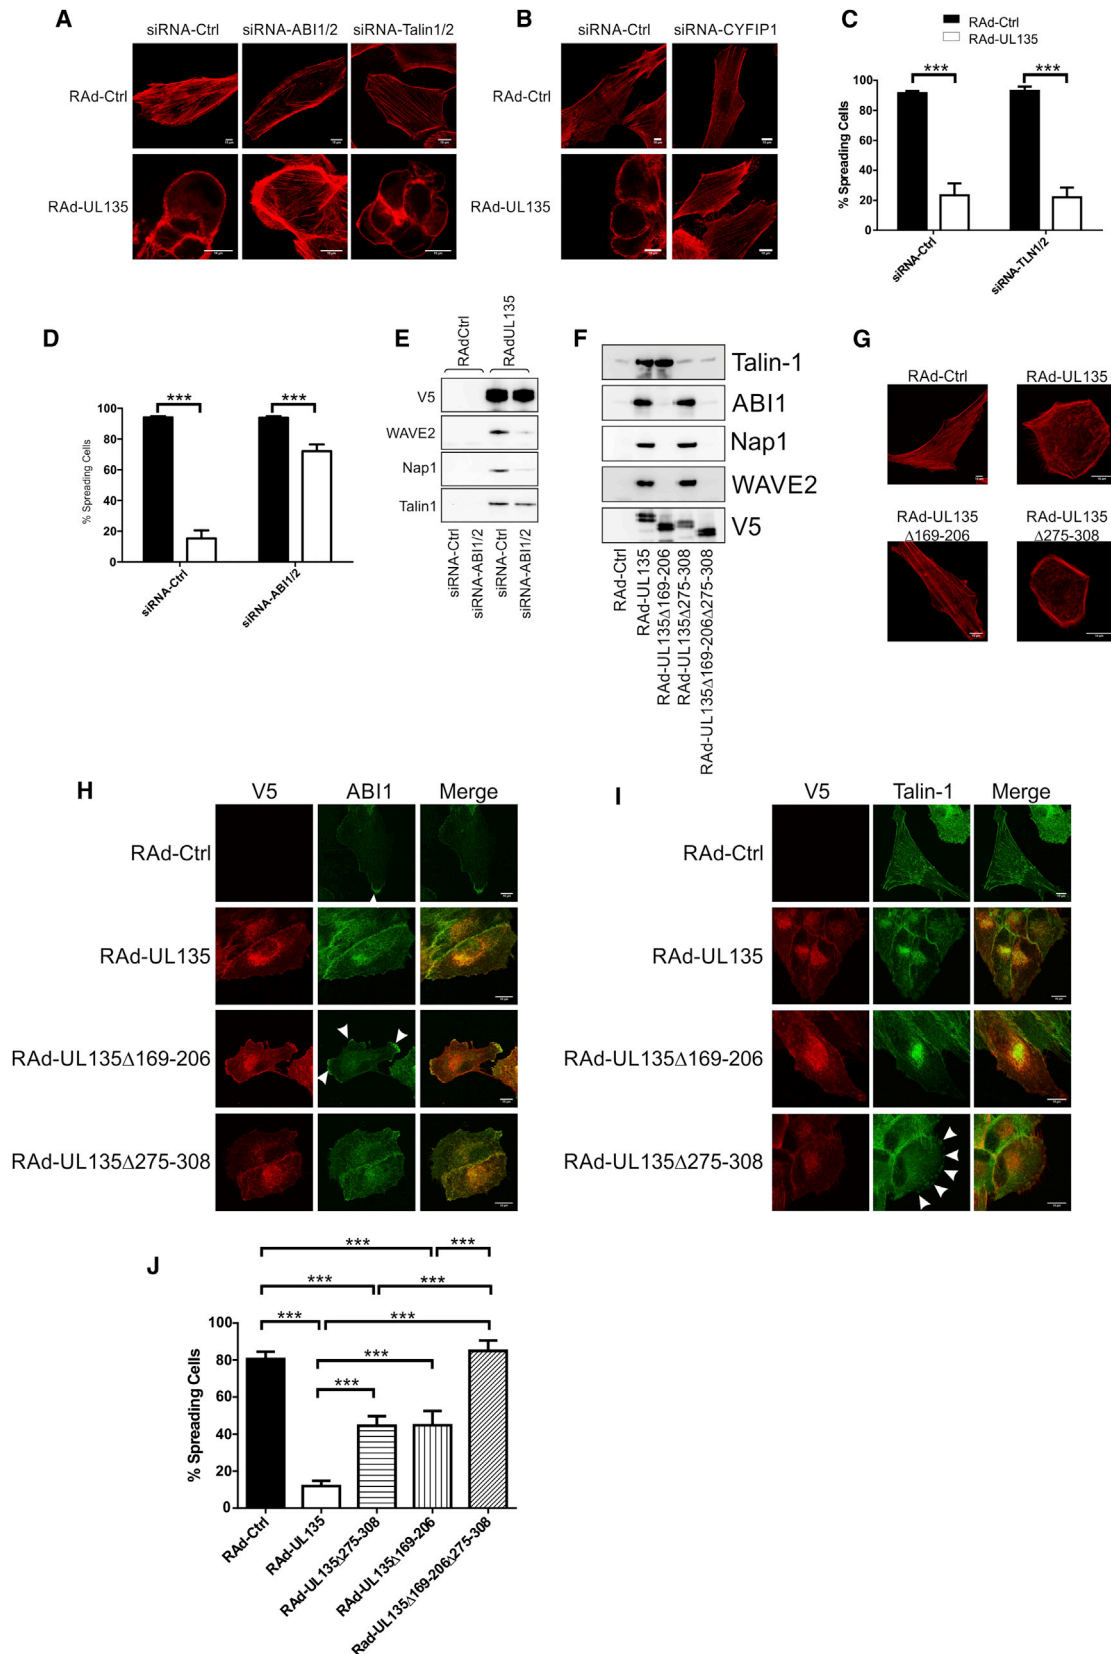 A
siRNA-Ctrl siRNA-ABI1/2 siRNA-Talin1/2
RAd-Ctrl
RAd-UL135
B
siRNA-Ctrl siRNA-CYFIP1
RAd-Ctrl
RAd-UL135
C
RAd-Ctrl
RAd-UL135
*** ***
% Spreading Cells
100
80
60
40
20
0
siRNA-Ctrl
siRNA-TLN1/2
D
*** ***
% Spreading Cells
100
80
60
40
20
0
siRNA-Ctrl
siRNA-ABI1/2
E
RAdCtrl
RAdUL135
V5
WAVE2
Nap1
Talin1
siRNA-Ctrl
siRNA-ABI1/2
siRNA-Ctrl
siRNA-ABI1/2
F
Talin-1
ABI1
Nap1
WAVE2
V5
RAd-Ctrl
RAd-UL135
RAd-UL135Δ169-206
RAd-UL135Δ275-308
RAd-UL135Δ169-206Δ275-308
G
RAd-Ctrl
RAd-UL135
RAd-UL135
Δ169-206
RAd-UL135
Δ275-308
H
V5 ABI1 Merge
RAd-Ctrl
RAd-UL135
RAd-UL135Δ169-206
RAd-UL135Δ275-308
I
V5 Talin-1 Merge
RAd-Ctrl
RAd-UL135
RAd-UL135Δ169-206
RAd-UL135Δ275-308
J
*** ***
*** ***
*** ***
***
***
% Spreading Cells
100
80
60
40
20
0
RAd-Ctrl
RAd-UL135
RAd-UL135Δ275-308
RAd-UL135Δ169-206
Rad-UL135Δ169-206Δ275-308